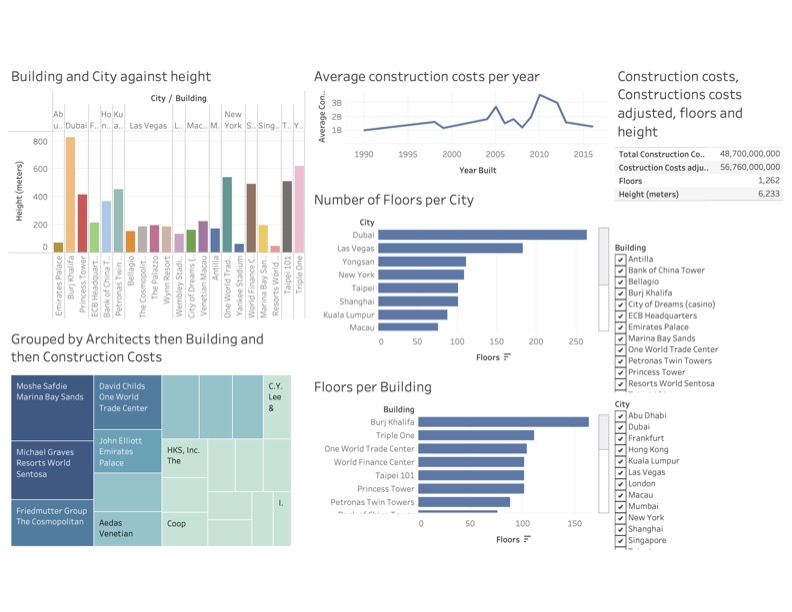 Building and City against height
City / Building
Ab
u..
Dubai
F..
Ho
n..
Ku
a..
Las Vegas
L..
Mac..
M..
New
York
S..
Sing..
T..
Y..
Height (meters)
800
600
400
200
0
Emirates Palace
Burj Khalifa
Princess Tower
ECB Headquart..
Bank of China T..
Petronas Twin ..
Bellagio
The Cosmopolit..
The Palazzo
Wynn Resort
Wembley Stadi..
City of Dreams (..
Venetian Macau
Antilla
One World Trad..
Yankee Stadium
World Finance C..
Marina Bay San..
Resorts World ..
Taipei 101
Triple One
Grouped by Architects then Building and
then Construction Costs
Moshe Safdie
Marina Bay Sands
Michael Graves
Resorts World
Sentosa
Friedmutter Group
The Cosmopolitan
David Childs
One World
Trade Center
John Elliott
Emirates
Palace
Aedas
Venetian
HKS, Inc.
The
Coop
C.Y.
Lee
&
I.
Average construction costs per year
Average Con..
3B
2B
1B
1990
1995
2000
2005
2010
2015
Year Built
Number of Floors per City
City
Dubai
Las Vegas
Yongsan
New York
Taipei
Shanghai
Kuala Lumpur
Macau
0
50
100
150
200
250
Floors
Floors per Building
Building
Burj Khalifa
Triple One
One World Trade Center
World Finance Center
Taipei 101
Princess Tower
Petronas Twin Towers
0
50
100
150
Floors
Construction costs,
Constructions costs
adjusted, floors and
height
Total Construction Co.. 48,700,000,000
Costruction Costs adju.. 56,760,000,000
Floors 1,262
Height (meters) 6,233
Building
Antilla
Bank of China Tower
Bellagio
Burj Khalifa
City of Dreams (casino)
ECB Headquarters
Emirates Palace
Marina Bay Sands
One World Trade Center
Petronas Twin Towers
Princess Tower
Resorts World Sentosa
City
Abu Dhabi
Dubai
Frankfurt
Hong Kong
Kuala Lumpur
Las Vegas
London
Macau
Mumbai
New York
Shanghai
Singapore